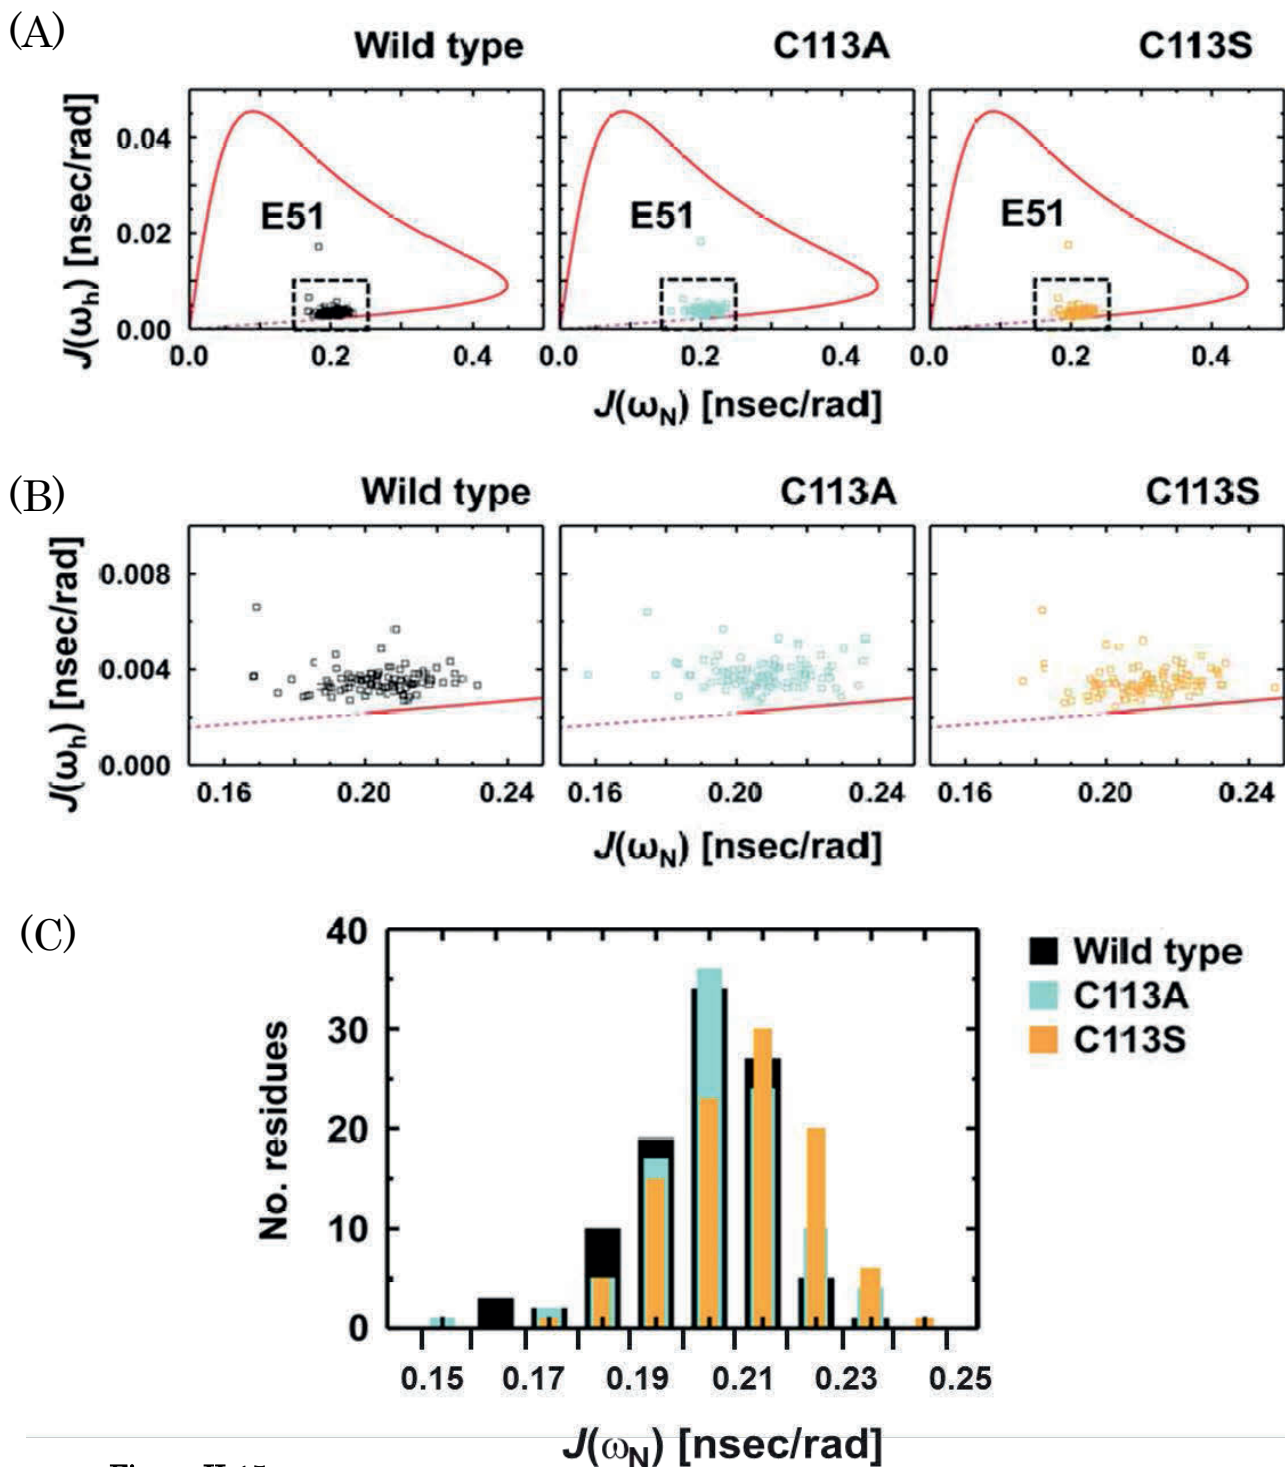 (A)
Wild type C113A C113S
J(ωh) [nsec/rad]
0.04
0.02
0.00
E51 E51 E51
0.0 0.2 0.4 0.0 0.2 0.4 0.0 0.2 0.4
J(ωN) [nsec/rad]
(B)
Wild type C113A C113S
J(ωh) [nsec/rad]
0.008
0.004
0.000
0.16 0.20 0.24 0.16 0.20 0.24 0.16 0.20 0.24
J(ωN) [nsec/rad]
(C)
No. residues
40
30
20
10
0
Wild type
C113A
C113S
0.15 0.17 0.19 0.21 0.23 0.25
J(ωN) [nsec/rad]